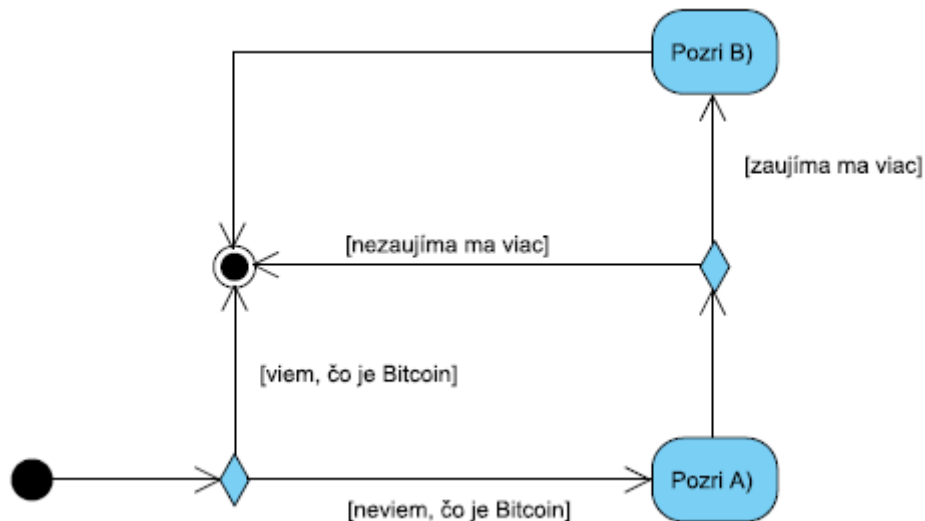 Pozri B)
[zaujíma ma viac]
[nezaujíma ma viac]
[viem, čo je Bitcoin]
Pozri A)
[neviem, čo je Bitcoin]